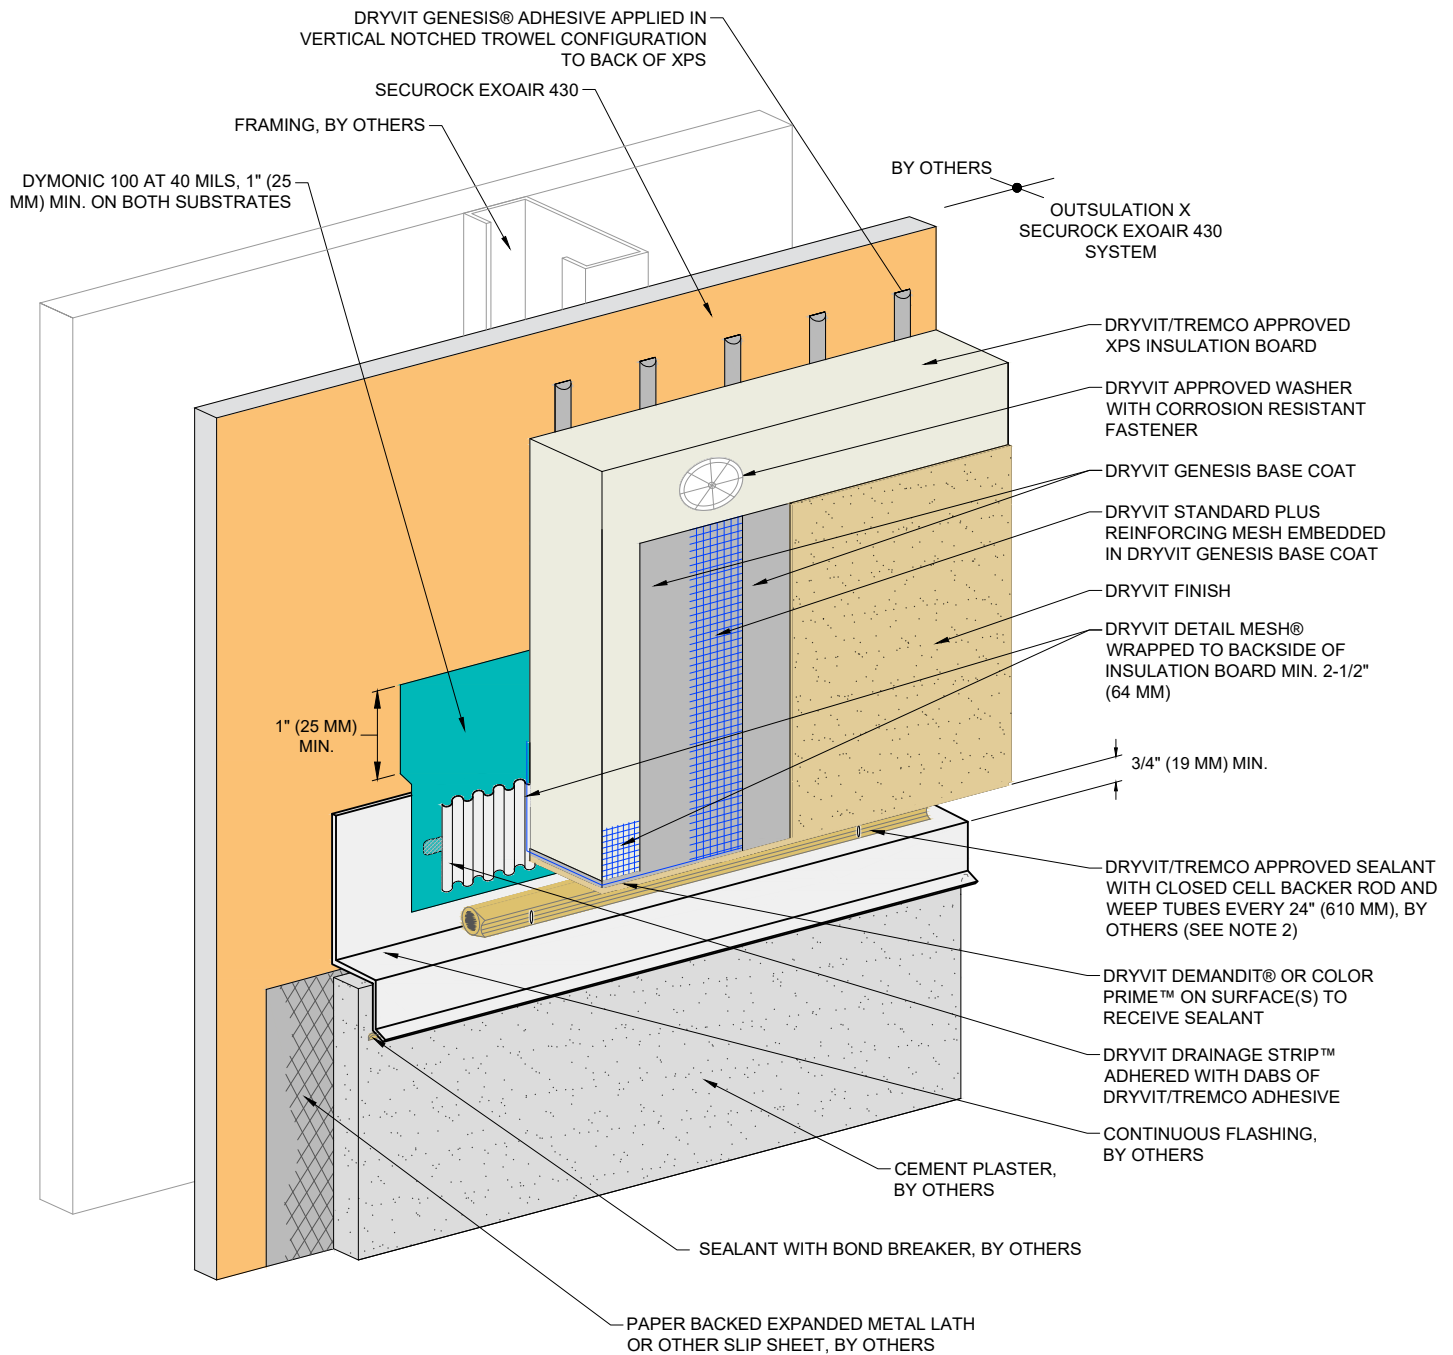 DRYVIT GENESIS® ADHESIVE APPLIED IN
VERTICAL NOTCHED TROWEL CONFIGURATION
TO BACK OF XPS
SECUROCK EXOAIR 430
FRAMING, BY OTHERS
DYMONIC 100 AT 40 MILS, 1" (25
MM) MIN. ON BOTH SUBSTRATES
BY OTHERS
OUTSULATION X
SECUROCK EXOAIR 430
SYSTEM
DRYVIT/TREMCO APPROVED
XPS INSULATION BOARD
DRYVIT APPROVED WASHER
WITH CORROSION RESISTANT
FASTENER
DRYVIT GENESIS BASE COAT
DRYVIT STANDARD PLUS
REINFORCING MESH EMBEDDED
IN DRYVIT GENESIS BASE COAT
DRYVIT FINISH
DRYVIT DETAIL MESH®
WRAPPED TO BACKSIDE OF
INSULATION BOARD MIN. 2-1/2"
(64 MM)
1" (25 MM)
MIN.
3/4" (19 MM) MIN.
DRYVIT/TREMCO APPROVED SEALANT
WITH CLOSED CELL BACKER ROD AND
WEEP TUBES EVERY 24" (610 MM), BY
OTHERS (SEE NOTE 2)
DRYVIT DEMANDIT® OR COLOR
PRIME™ ON SURFACE(S) TO
RECEIVE SEALANT
DRYVIT DRAINAGE STRIP™
ADHERED WITH DABS OF
DRYVIT/TREMCO ADHESIVE
CONTINUOUS FLASHING,
BY OTHERS
CEMENT PLASTER,
BY OTHERS
SEALANT WITH BOND BREAKER, BY OTHERS
PAPER BACKED EXPANDED METAL LATH
OR OTHER SLIP SHEET, BY OTHERS